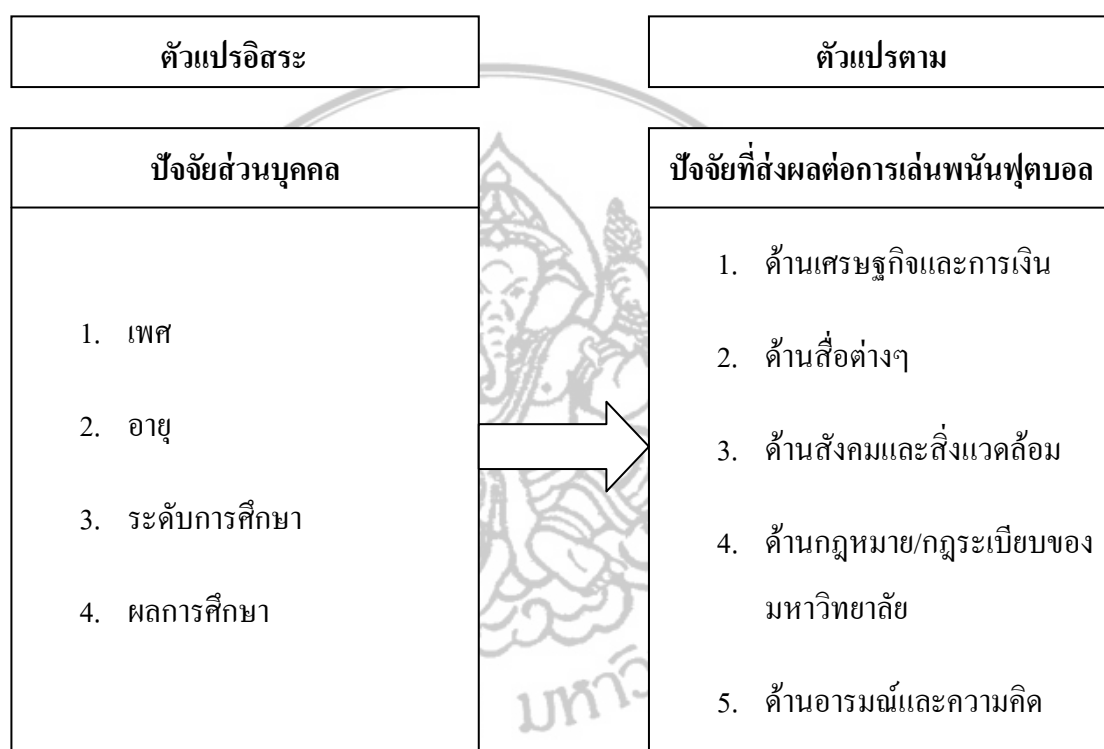 ตัวแปรอิสระ
ตัวแปรตาม
ปัจจัยส่วนบุคคล
1. เพศ
2. อายุ
3. ระดับการศึกษา
4. ผลการศึกษา
ปัจจัยที่ส่งผลต่อการเล่นพนันฟุตบอล
1. ด้านเศรษฐกิจและการเงิน
2. ด้านสื่อต่างๆ
3. ด้านสังคมและสิ่งแวดล้อม
4. ด้านกฎหมาย/กฎระเบียบของ
มหาวิทยาลัย
5. ด้านอารมณ์และความคิด
มหาวิ